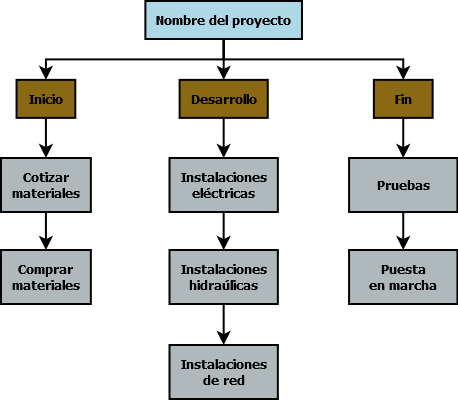 Nombre del proyecto
Inicio
Desarrollo
Fin
Cotizar
materiales
Instalaciones
eléctricas
Pruebas
Comprar
materiales
Instalaciones
hidraúlicas
Puesta
en marcha
Instalaciones
de red